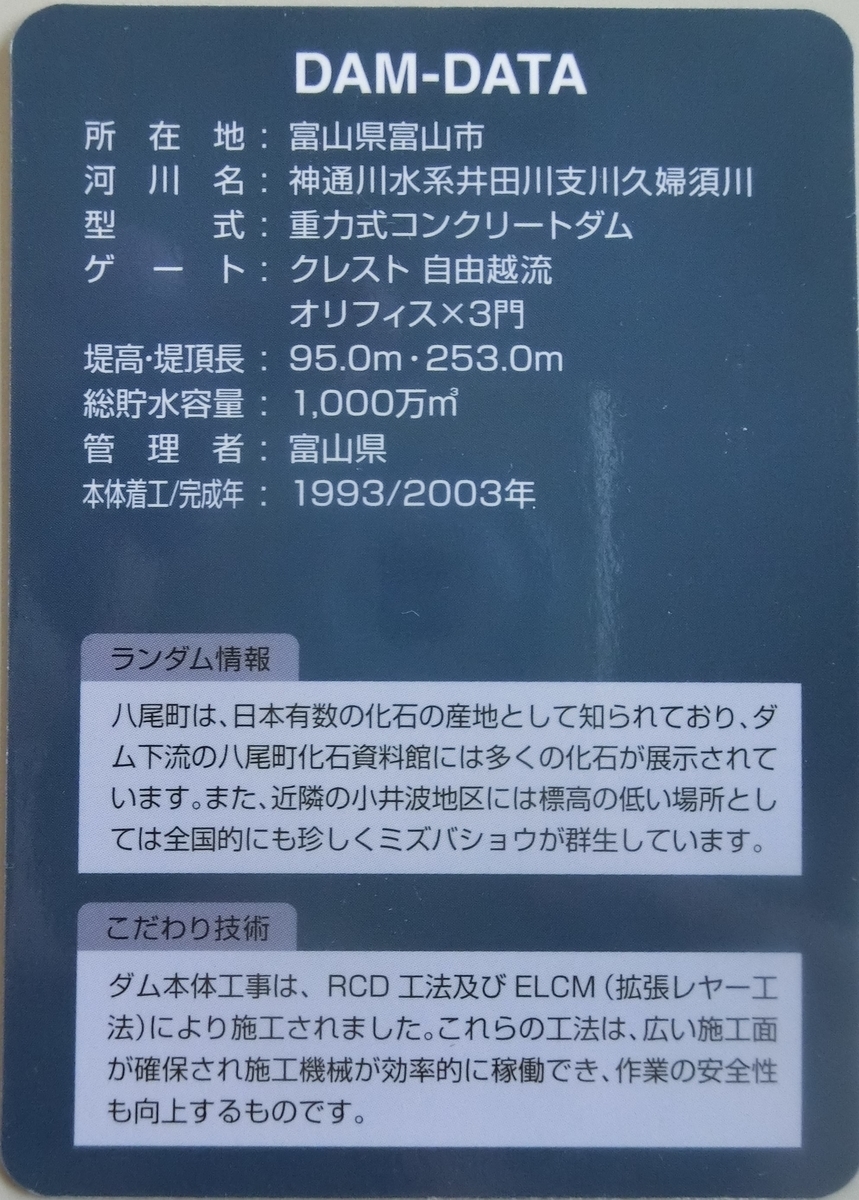 DAM-DATA
所在地：富山県富山市
河川名：神通川水系井田川支川久婦須川
型式：重力式コンクリートダム
ゲート：クレスト 自由越流
オリフィス×3門
堤高・堤頂長：95.0m・253.0m
総貯水容量：1,000万㎥
管理者：富山県
本体着工/完成年：1993/2003年
ランダム情報
八尾町は、日本有数の化石の産地として知られており、ダ
ム下流の八尾町化石資料館には多くの化石が展示されて
います。また、近隣の小井波地区には標高の低い場所とし
ては全国的にも珍しくミズバショウが群生しています。
こだわり技術
ダム本体工事は、RCD 工法及び ELCM（拡張レヤー工
法）により施工されました。これらの工法は、広い施工面
が確保され施工機械が効率的に稼働でき、作業の安全性
も向上するものです。